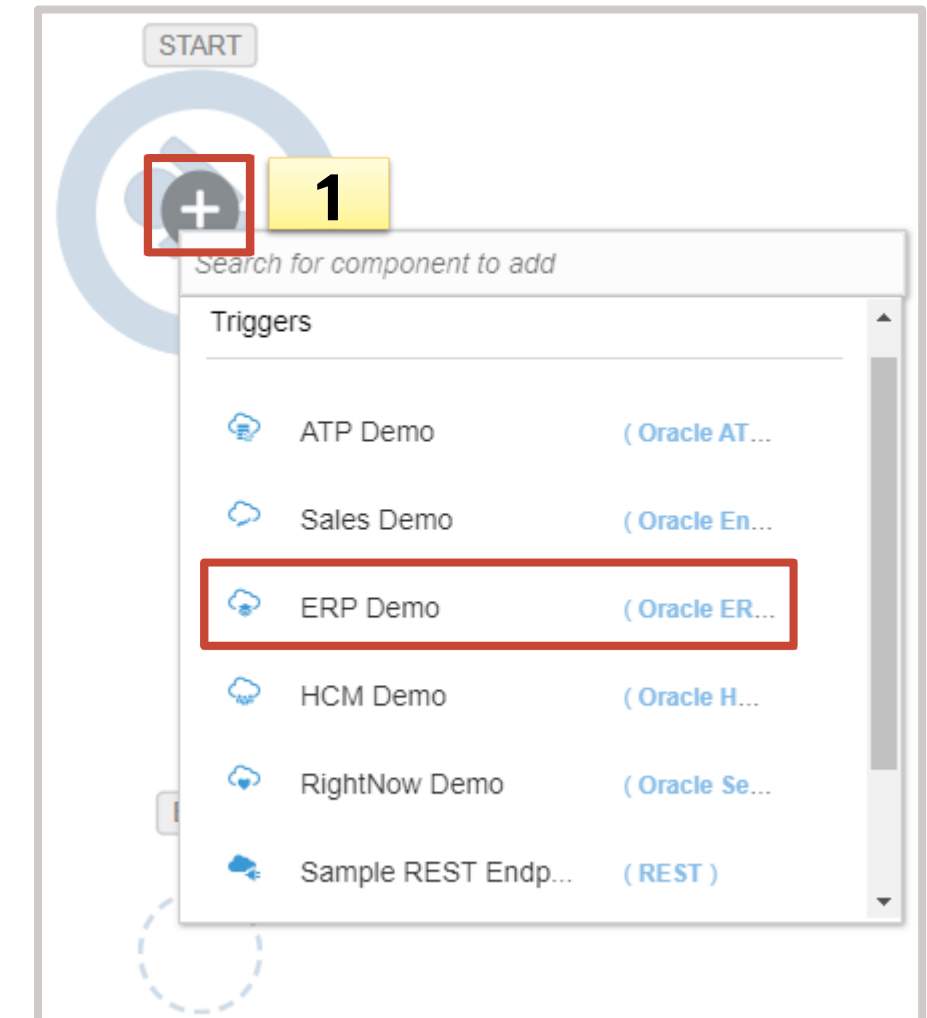 START
1
Search for component to add
Triggers
ATP Demo ( Oracle AT...
Sales Demo ( Oracle En...
ERP Demo ( Oracle ER...
HCM Demo ( Oracle H...
RightNow Demo ( Oracle Se...
Sample REST Endp... ( REST )